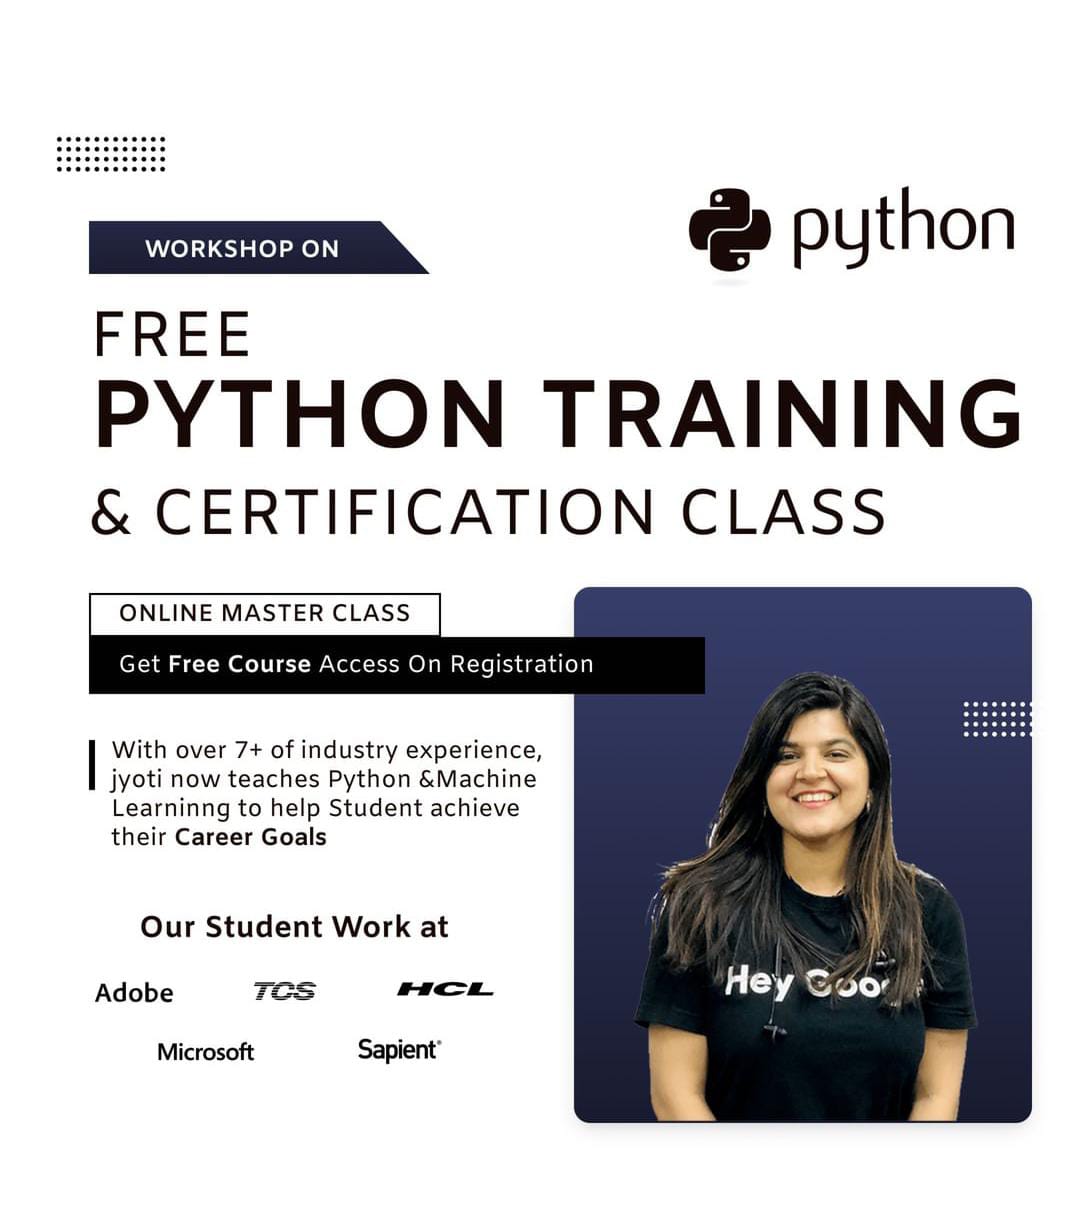 WORKSHOP ON
python
FREE
PYTHON TRAINING
& CERTIFICATION CLASS
ONLINE MASTER CLASS
Get Free Course Access On Registration
With over 7+ of industry experience,
jyoti now teaches Python &Machine
Learninng to help Student achieve
their Career Goals
Our Student Work at
Adobe TCS HCL
Microsoft Sapient
Hey